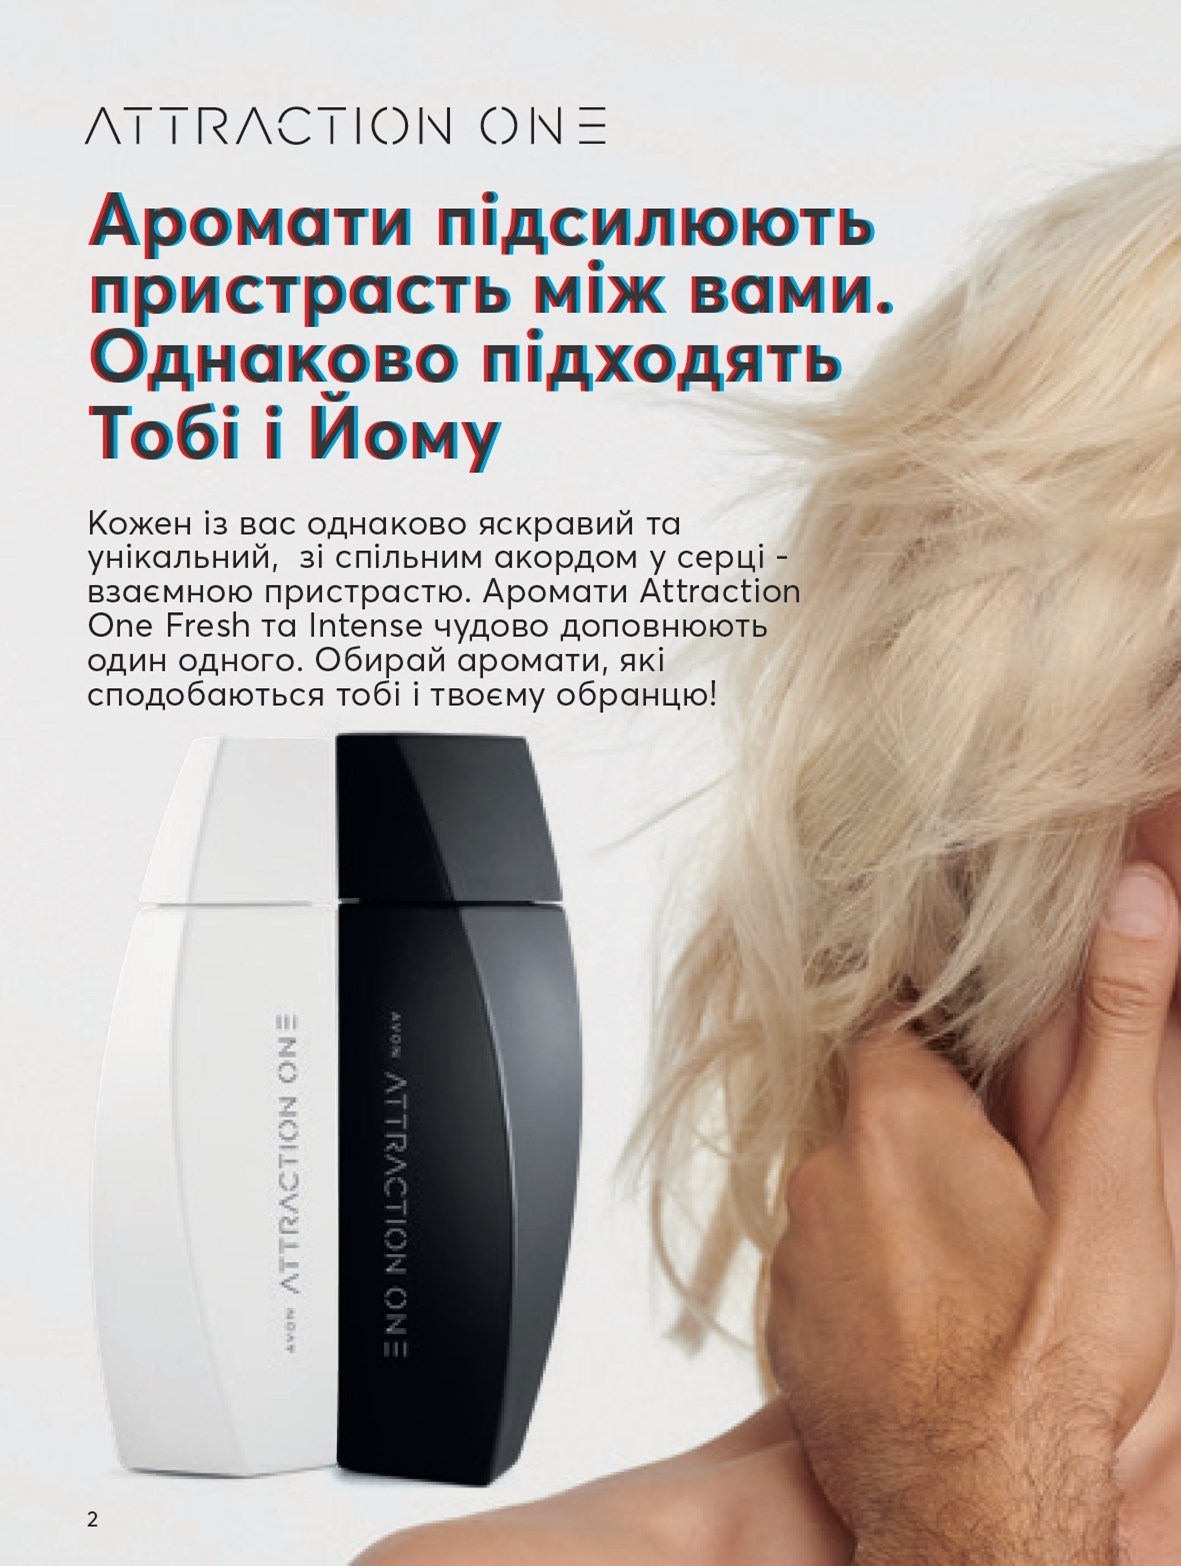 ATTRACTION ONE
Аромати підсилюють
пристрасть між вами.
Однаково підходять
Тобі і Йому
Кожен із вас однаково яскравий та
унікальний,  зі спільним акордом у серці -
взаємною пристрастю. Аромати Attraction
One Fresh та Intense чудово доповнюють
один одного. Обирай аромати, які
сподобаються тобі і твоєму обранцю!
AVON ATTRACTION ONE
AVON ATTRACTION ONE
2